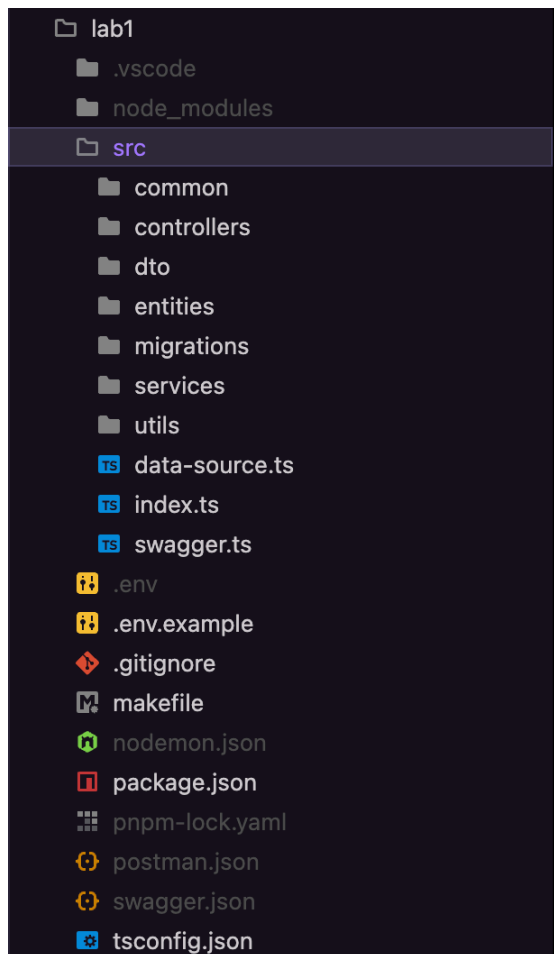 lab1
.vscode
node_modules
src
common
controllers
dto
entities
migrations
services
utils
TS data-source.ts
TS index.ts
TS swagger.ts
.env
.env.example
.gitignore
makefile
nodemon.json
package.json
pnpm-lock.yaml
postman.json
swagger.json
tsconfig.json